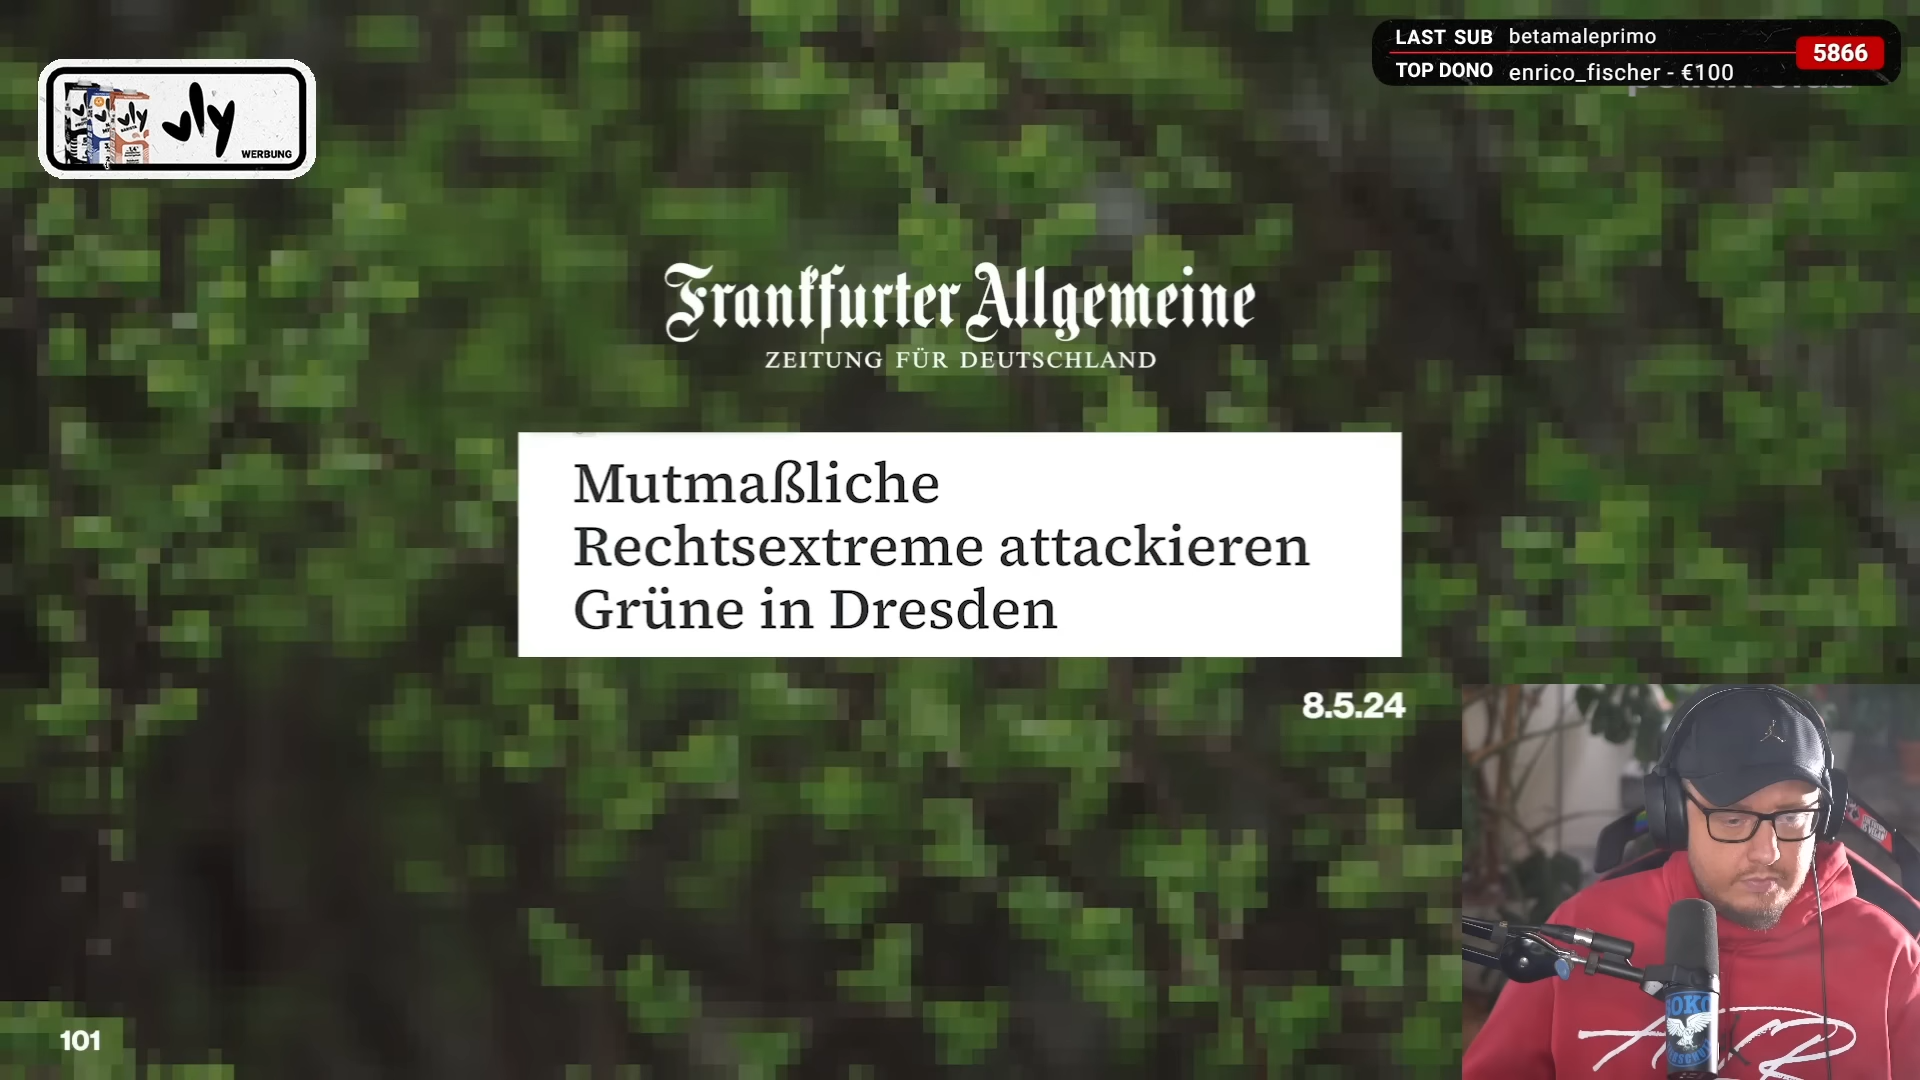 LAST SUB betamaleprimo
TOP DONO enrico_fischer - €100
5866
vly
WERBUNG
Frankfurter Allgemeine
ZEITUNG FÜR DEUTSCHLAND
Mutmaßliche
Rechtsextreme attackieren
Grüne in Dresden
8.5.24
101